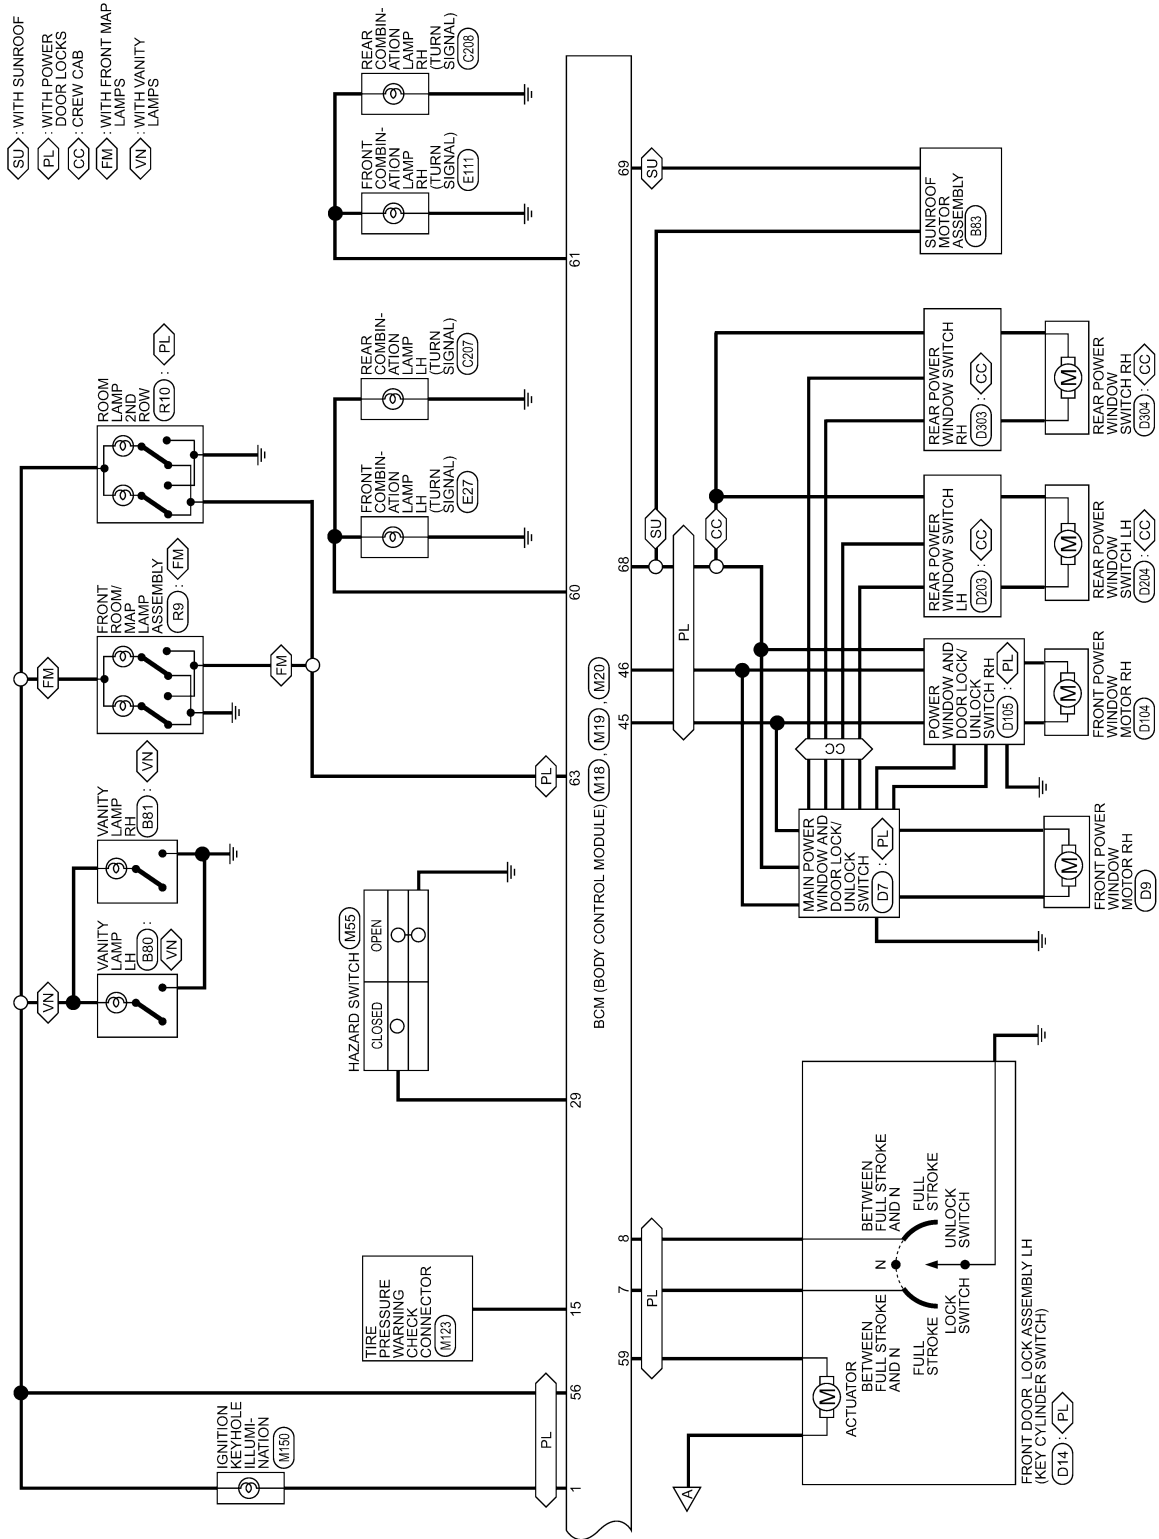 SU : WITH SUNROOF
PL : WITH POWER
DOOR LOCKS
CC : CREW CAB
FM : WITH FRONT MAP
LAMPS
VN : WITH VANITY
LAMPS
IGNITION
KEYHOLE
ILLUMI-
NATION
M150
VN
VANITY
LAMP
LH
B80 :
VN
VANITY
LAMP
RH
B81 : VN
FM
FRONT
ROOM/
MAP
LAMP
ASSEMBLY
R9 : FM
FM
ROOM
LAMP
2ND
ROW
R10 : PL
TIRE
PRESSURE
WARNING
CHECK
CONNECTOR
M123
HAZARD SWITCH M55
CLOSED
OPEN
FRONT
COMBIN-
ATION
LAMP
LH
(TURN
SIGNAL)
E27
REAR
COMBIN-
ATION
LAMP
LH
(TURN
SIGNAL)
C207
FRONT
COMBIN-
ATION
LAMP
RH
(TURN
SIGNAL)
E111
REAR
COMBIN-
ATION
LAMP
RH
(TURN
SIGNAL)
C208
PL
PL
1
56
15
29
63
60
61
BCM (BODY CONTROL MODULE) M18 , M19 , M20
59
7
8
45
46
68
69
PL
PL
SU
CC
SU
A
M
ACTUATOR
BETWEEN
FULL STROKE
AND N
FULL
STROKE
LOCK
SWITCH
N
BETWEEN
FULL STROKE
AND N
FULL
STROKE
UNLOCK
SWITCH
FRONT DOOR LOCK ASSEMBLY LH
(KEY CYLINDER SWITCH)
D14 : PL
MAIN POWER
WINDOW AND
DOOR LOCK/
UNLOCK
SWITCH
D7 : PL
CC
M
FRONT POWER
WINDOW
MOTOR RH
D9
POWER
WINDOW AND
DOOR LOCK/
UNLOCK
SWITCH RH
D105 : PL
M
FRONT POWER
WINDOW
MOTOR RH
D104
REAR POWER
WINDOW SWITCH
LH
D203 : CC
M
REAR POWER
WINDOW
SWITCH LH
D204 : CC
REAR POWER
WINDOW SWITCH
RH
D303 : CC
M
REAR POWER
WINDOW
SWITCH RH
D304 : CC
SUNROOF
MOTOR
ASSEMBLY
B83